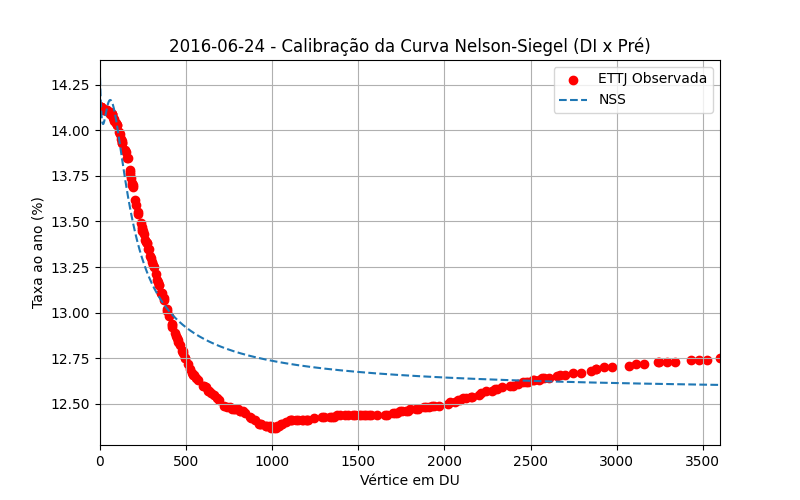 2016-06-24 - Calibração da Curva Nelson-Siegel (DI x Pré)
ETTJ Observada
NSS
14.25
14.00
13.75
13.50
13.25
13.00
12.75
12.50
Taxa ao ano (%)
0 500 1000 1500 2000 2500 3000 3500
Vértice em DU